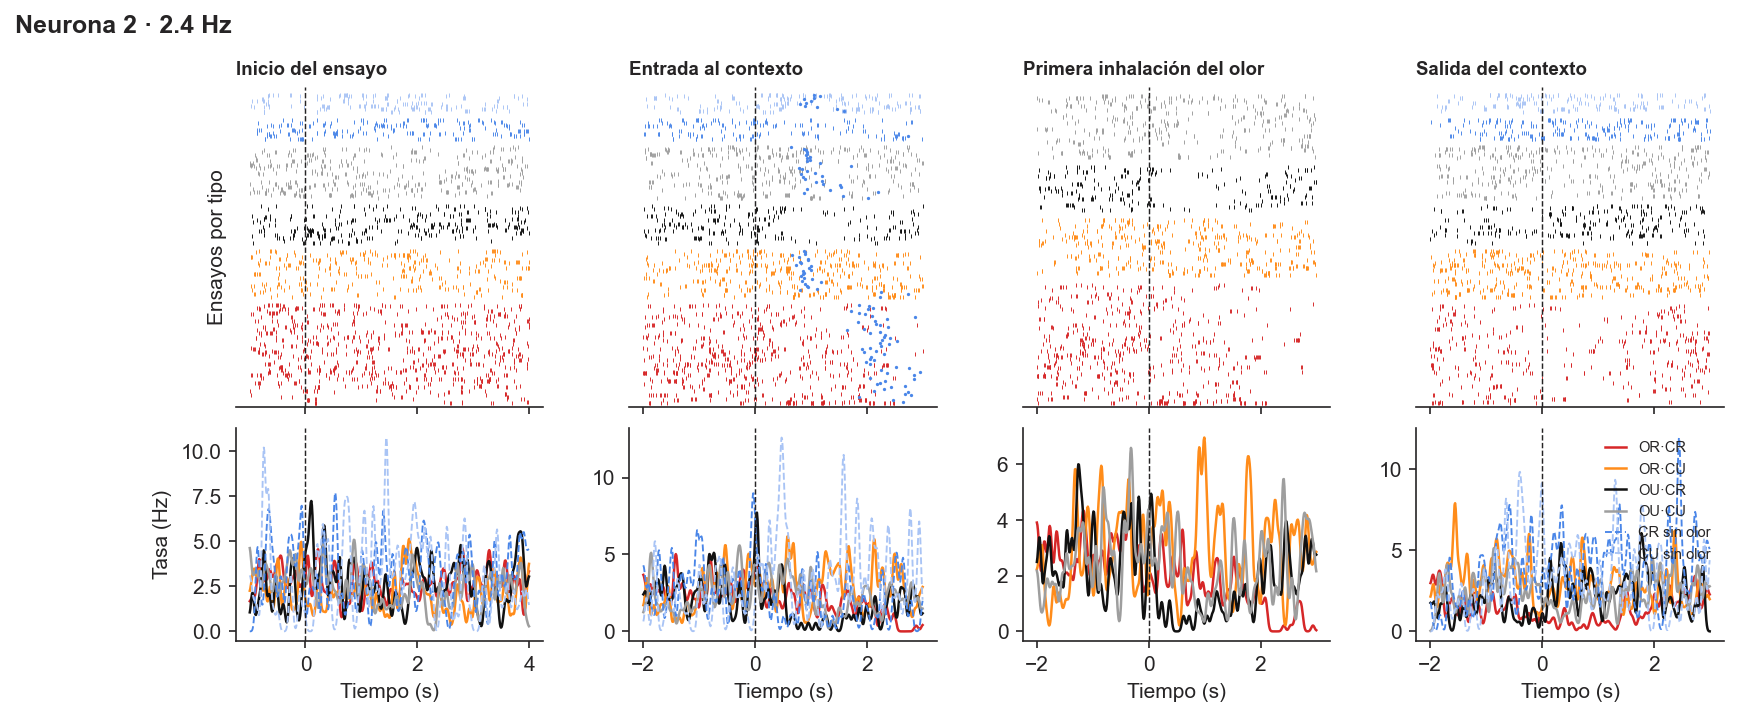 Neurona 2 · 2.4 Hz
Inicio del ensayo
Entrada al contexto
Primera inhalación del olor
Salida del contexto
Ensayos por tipo
Tasa (Hz)
10.0
7.5
5.0
2.5
0.0
0
2
4
Tiempo (s)
10
5
0
−2
0
2
Tiempo (s)
6
4
2
0
−2
0
2
Tiempo (s)
10
5
0
−2
0
2
Tiempo (s)
OR·CR
OR·CU
OU·CR
OU·CU
CR sin olor
CU sin olor